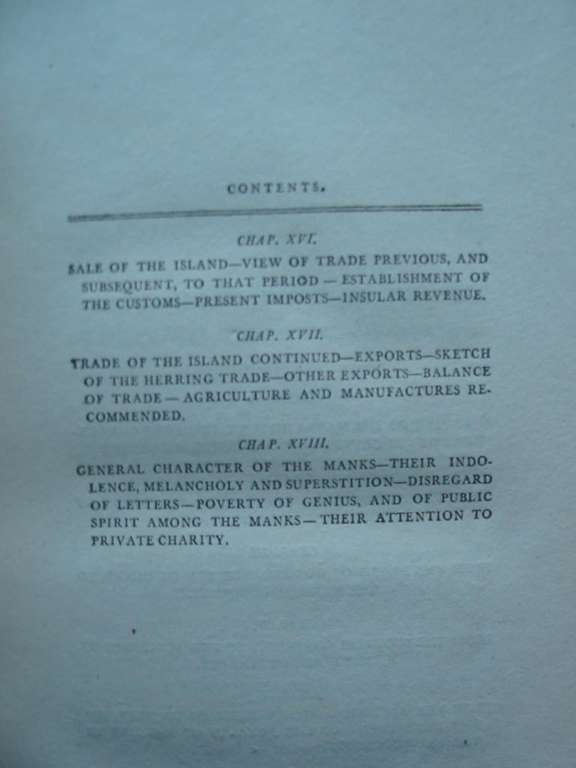 CONTENTS.
CHAP. XVI.
SALE OF THE ISLAND—VIEW OF TRADE PREVIOUS, AND
SUBSEQUENT, TO THAT PERIOD — ESTABLISHMENT OF
THE CUSTOMS—PRESENT IMPOSTS—INSULAR REVENUE.
CHAP. XVII.
TRADE OF THE ISLAND CONTINUED—EXPORTS—SKETCH
OF THE HERRING TRADE—OTHER EXPORTS—BALANCE
OF TRADE — AGRICULTURE AND MANUFACTURES RE-
COMMENDED.
CHAP. XVIII.
GENERAL CHARACTER OF THE MANKS—THEIR INDO-
LENCE, MELANCHOLY AND SUPERSTITION—DISREGARD
OF LETTERS—POVERTY OF GENIUS, AND OF PUBLIC
SPIRIT AMONG THE MANKS—THEIR ATTENTION TO
PRIVATE CHARITY.